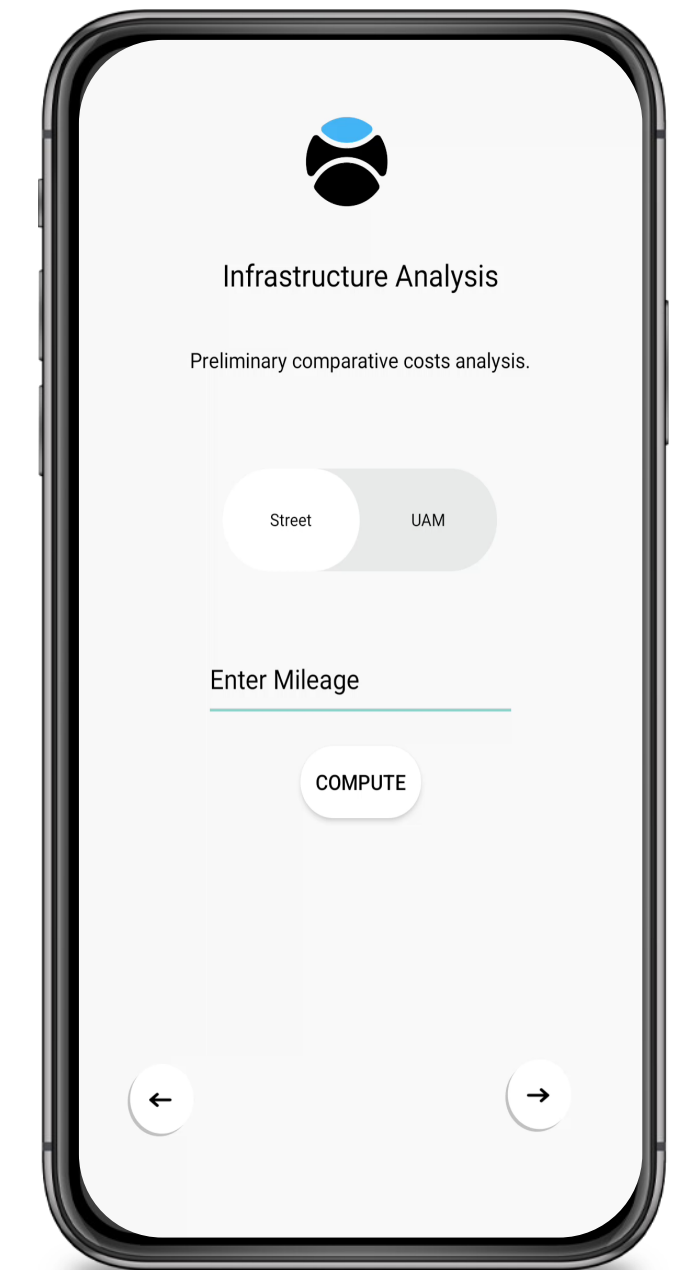 Infrastructure Analysis
Preliminary comparative costs analysis.
Street UAM
Enter Mileage
COMPUTE